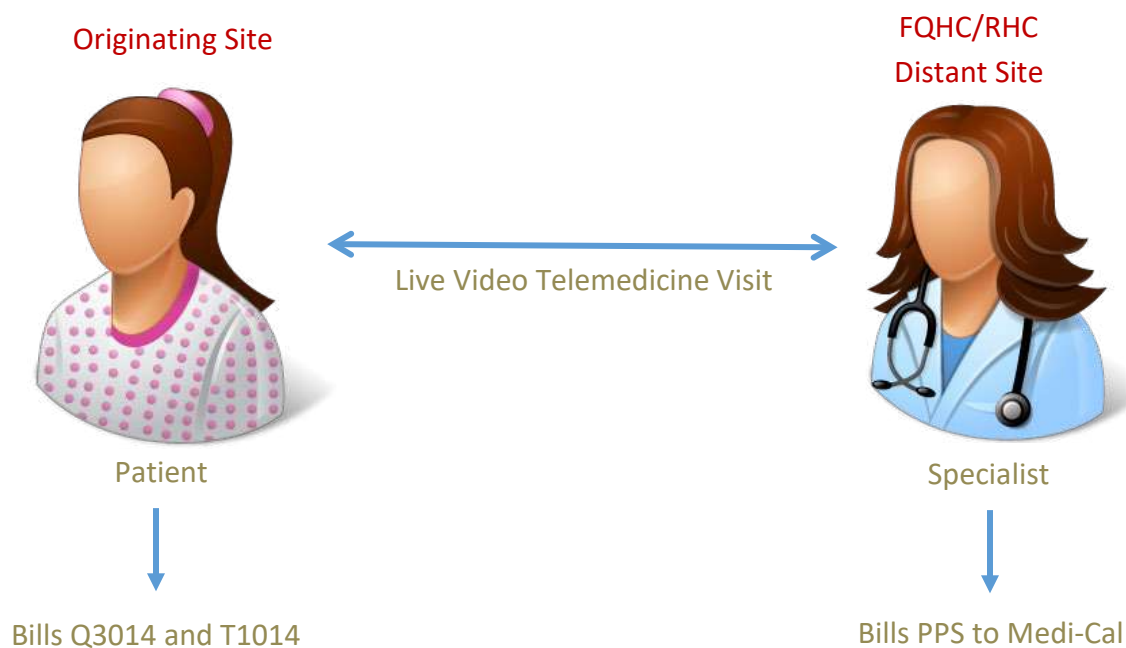 Originating Site
FQHC/RHC
Distant Site
Live Video Telemedicine Visit
Patient
Specialist
Bills Q3014 and T1014
Bills PPS to Medi-Cal